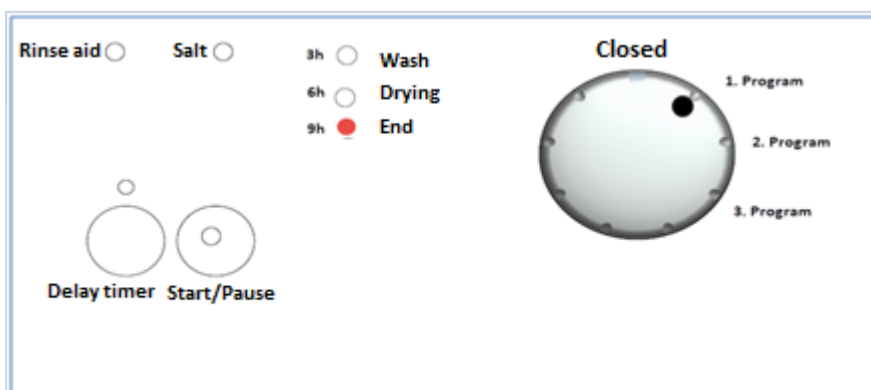 Rinse aid
Salt
3h Wash
6h Drying
9h End
Closed
1. Program
2. Program
3. Program
Delay timer
Start/Pause